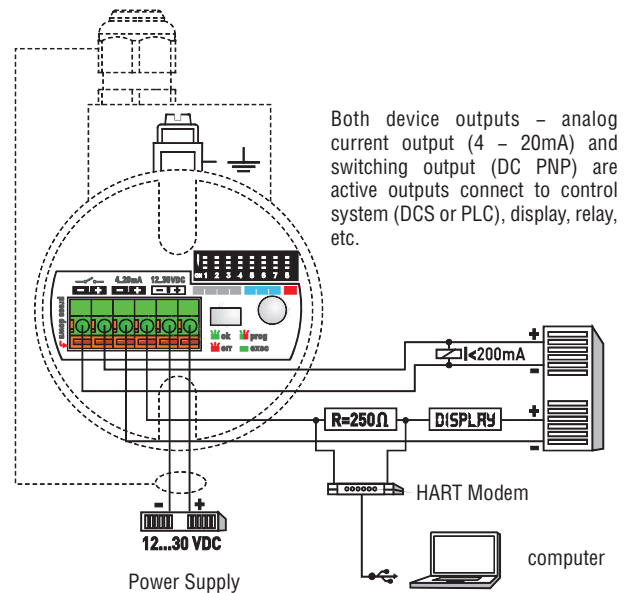 Both device outputs – analog
current output (4 – 20mA) and
switching output (DC PNP) are
active outputs connect to control
system (DCS or PLC), display, relay,
etc.
ON 1 2 3 4 5 6 7 8
4..20mA 12..30VDC
- + - + - +
press down
ok prog
err exec
+
I<200mA
-
R=250Ω DISPLAY
+
-
HART Modem
- +
12...30 VDC
Power Supply
computer